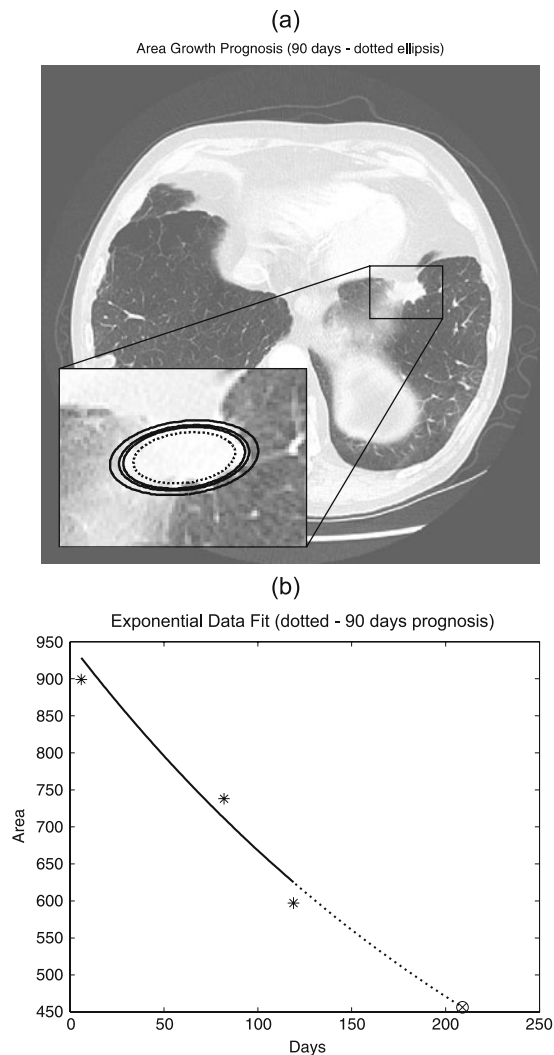 (a)
Area Growth Prognosis (90 days - dotted ellipsis)
(b)
Exponential Data Fit (dotted - 90 days prognosis)
950
900
850
800
750
700
650
600
550
500
450
Area
0
50
100
150
200
250
Days